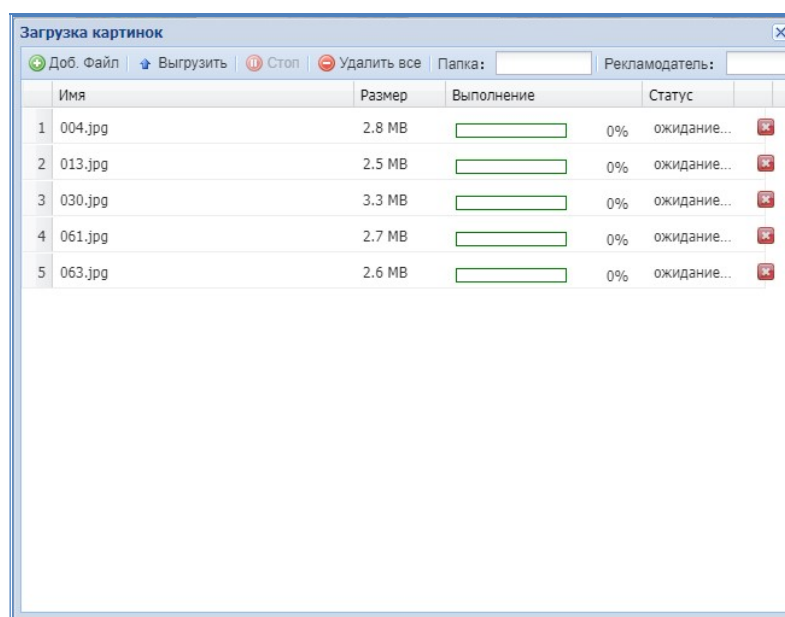 Загрузка картинок
Доб. Файл Выгрузить Стоп Удалить все Папка: Рекламодатель:
Имя Размер Выполнение Статус
1 004.jpg 2.8 MB 0% ожидание...
2 013.jpg 2.5 MB 0% ожидание...
3 030.jpg 3.3 MB 0% ожидание...
4 061.jpg 2.7 MB 0% ожидание...
5 063.jpg 2.6 MB 0% ожидание...